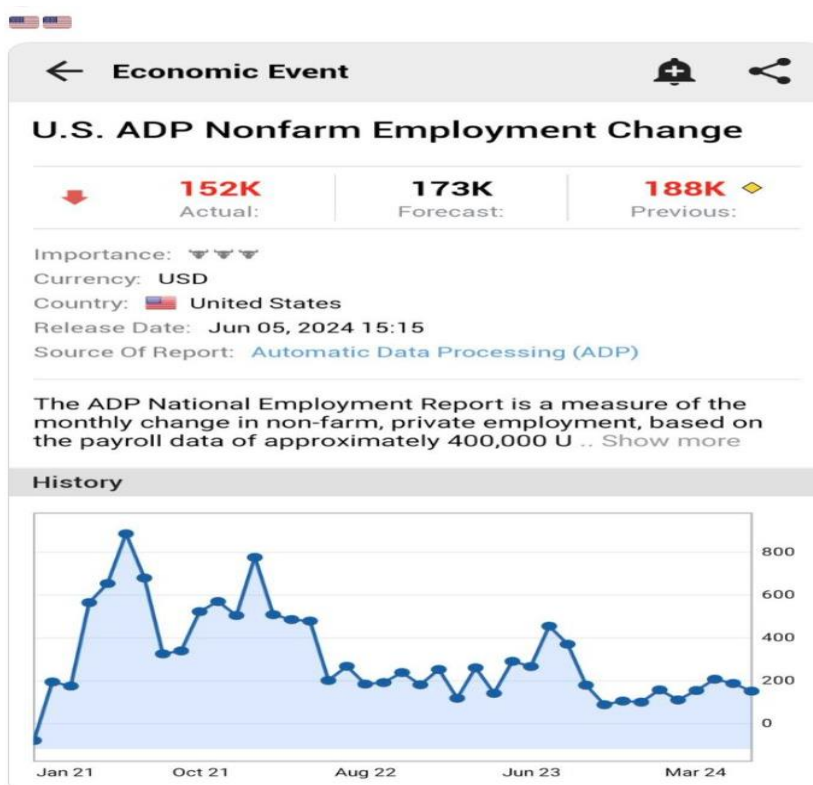 Economic Event
U.S. ADP Nonfarm Employment Change
152K 173K 188K
Actual: Forecast: Previous:
Importance:
Currency: USD
Country: United States
Release Date: Jun 05, 2024 15:15
Source Of Report: Automatic Data Processing (ADP)
The ADP National Employment Report is a measure of the
monthly change in non-farm, private employment, based on
the payroll data of approximately 400,000 U .. Show more
History
800
600
400
200
0
Jan 21 Oct 21 Aug 22 Jun 23 Mar 24